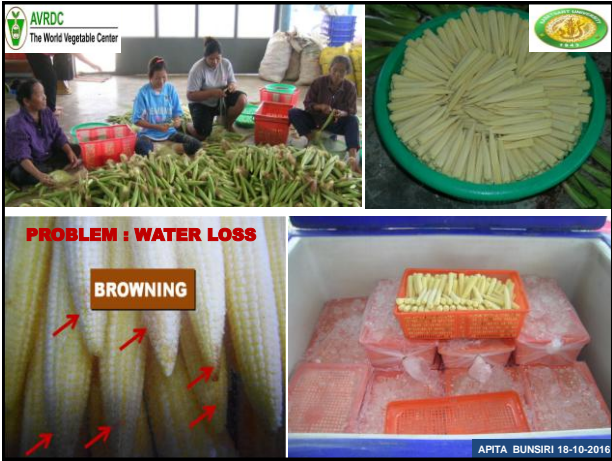 AVRDC
The World Vegetable Center
PROBLEM : WATER LOSS
BROWNING
APITA BUNSIRI 18-10-2016